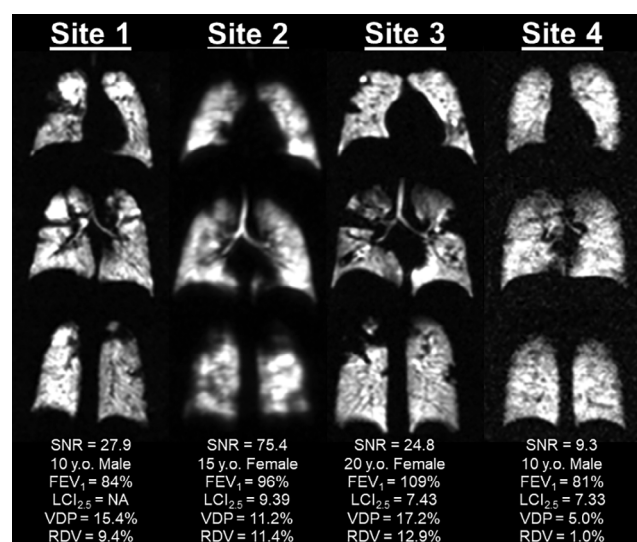 Site 1 Site 2 Site 3 Site 4
SNR = 27.9 SNR = 75.4 SNR = 24.8 SNR = 9.3
10 y.o. Male 15 y.o. Female 20 y.o. Female 10 y.o. Male
FEV₁ = 84% FEV₁ = 96% FEV₁ = 109% FEV₁ = 81%
LCI₂.₅ = NA LCI₂.₅ = 9.39 LCI₂.₅ = 7.43 LCI₂.₅ = 7.33
VDP = 15.4% VDP = 11.2% VDP = 17.2% VDP = 5.0%
RDV = 9.4% RDV = 11.4% RDV = 12.9% RDV = 1.0%